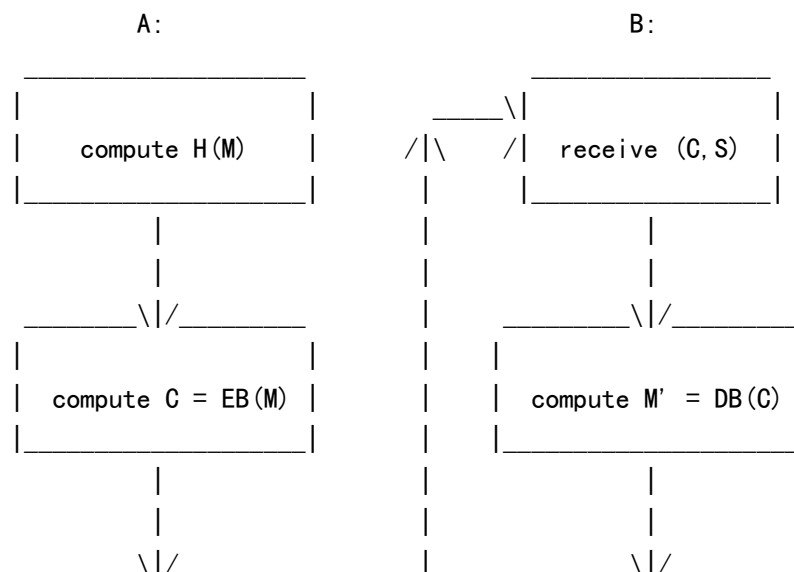 A: B:
compute H(M) receive (C,S)
compute C = EB(M) compute M' = DB(C)